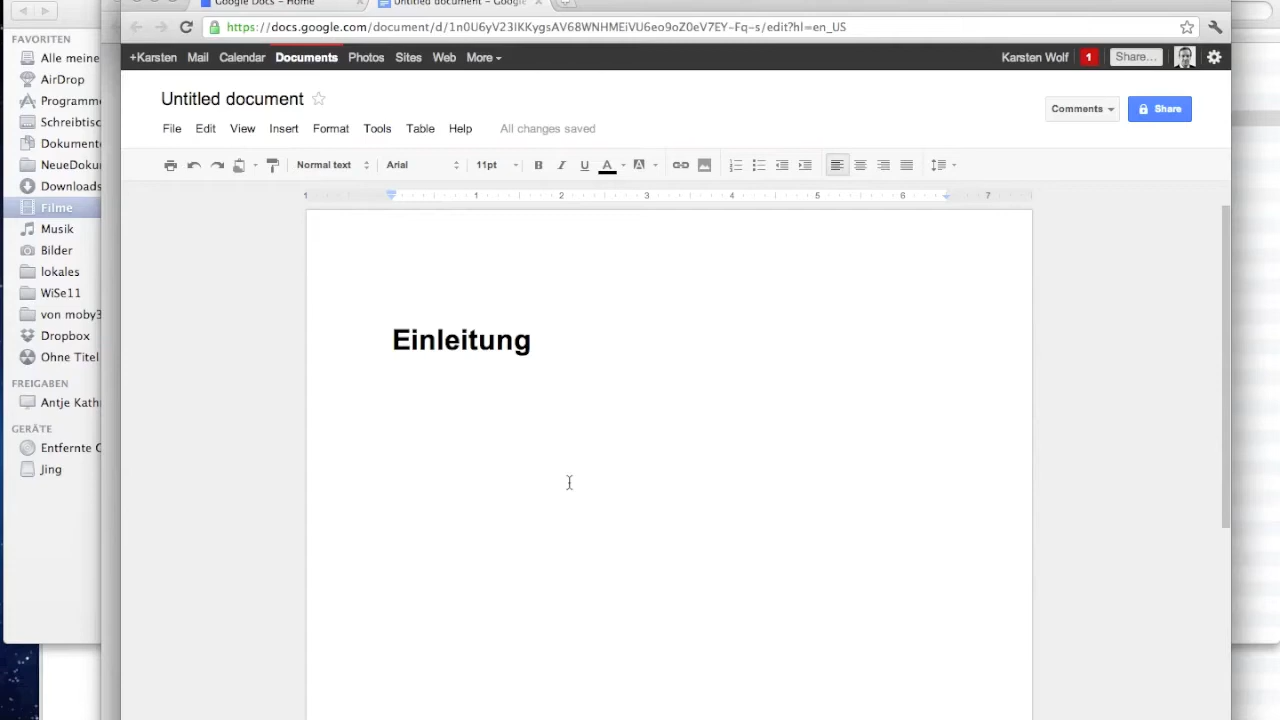 Google Docs – Home
Untitled document – Google
https://docs.google.com/document/d/1n0U6yV23IKKygsAV68WNHMEiVU6eo9oZ0eV7EY-Fq-s/edit?hl=en_US
+Karsten Mail Calendar Documents Photos Sites Web More
Karsten Wolf 1 Share...
Untitled document
Comments Share
File Edit View Insert Format Tools Table Help All changes saved
Normal text Arial 11pt B I U A A
1 1 2 3 4 5 6 7
Einleitung
FAVORITEN
Alle meine
AirDrop
Programme
Schreibtisc
Dokumente
NeueDoku
Downloads
Filme
Musik
Bilder
lokales
WiSe11
von moby3
Dropbox
Ohne Titel
FREIGABEN
Antje Kath
GERÄTE
Entfernte C
Jing